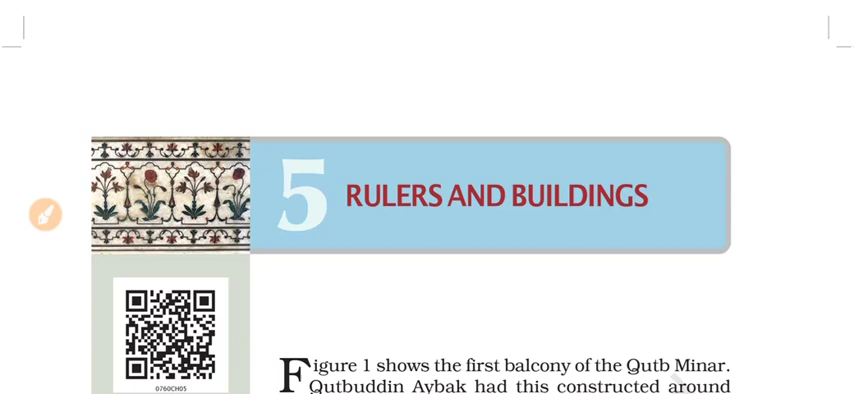 5 RULERS AND BUILDINGS
0760CH05
Figure 1 shows the first balcony of the Qutb Minar.
Qutbuddin Aybak had this constructed around